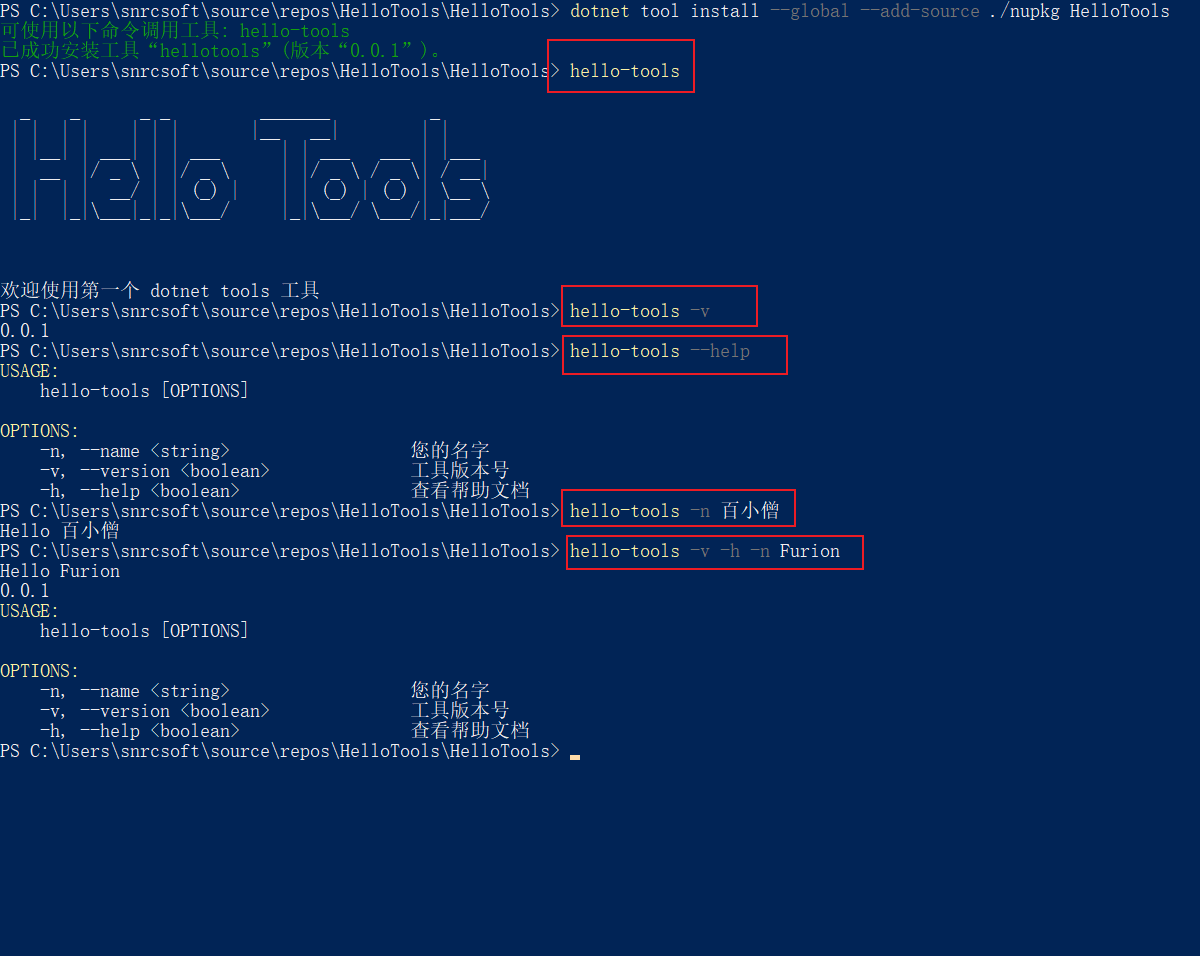 PS C:\Users\snrcsoft\source\repos\HelloTools\HelloTools> dotnet tool install --global --add-source ./nupkg HelloTools
可使用以下命令调用工具: hello-tools
已成功安装工具“hellotools”(版本“0.0.1”)。
PS C:\Users\snrcsoft\source\repos\HelloTools\HelloTools> hello-tools
Hello Tools
欢迎使用第一个 dotnet tools 工具
PS C:\Users\snrcsoft\source\repos\HelloTools\HelloTools> hello-tools -v
0.0.1
PS C:\Users\snrcsoft\source\repos\HelloTools\HelloTools> hello-tools --help
USAGE:
    hello-tools [OPTIONS]
OPTIONS:
    -n, --name <string>                  您的名字
    -v, --version <boolean>              工具版本号
    -h, --help <boolean>                 查看帮助文档
PS C:\Users\snrcsoft\source\repos\HelloTools\HelloTools> hello-tools -n 百小僧
Hello 百小僧
PS C:\Users\snrcsoft\source\repos\HelloTools\HelloTools> hello-tools -v -h -n Furion
Hello Furion
0.0.1
USAGE:
    hello-tools [OPTIONS]
OPTIONS:
    -n, --name <string>                  您的名字
    -v, --version <boolean>              工具版本号
    -h, --help <boolean>                 查看帮助文档
PS C:\Users\snrcsoft\source\repos\HelloTools\HelloTools>